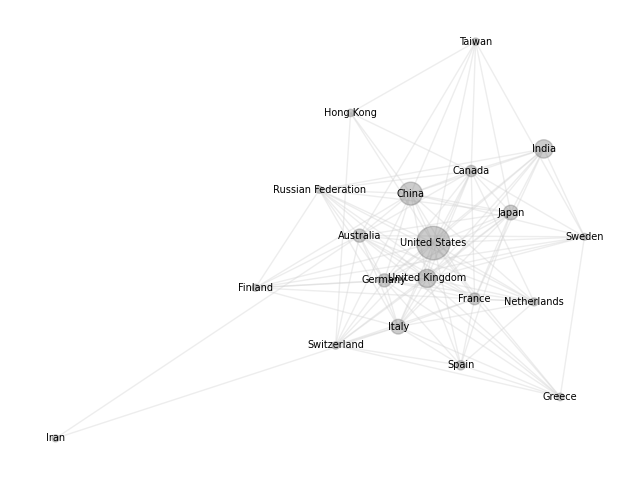 Taiwan
Hong Kong
India
Canada
Russian Federation
China
Japan
Australia
United States
Sweden
Germany
United Kingdom
Finland
France
Netherlands
Italy
Switzerland
Spain
Greece
Iran